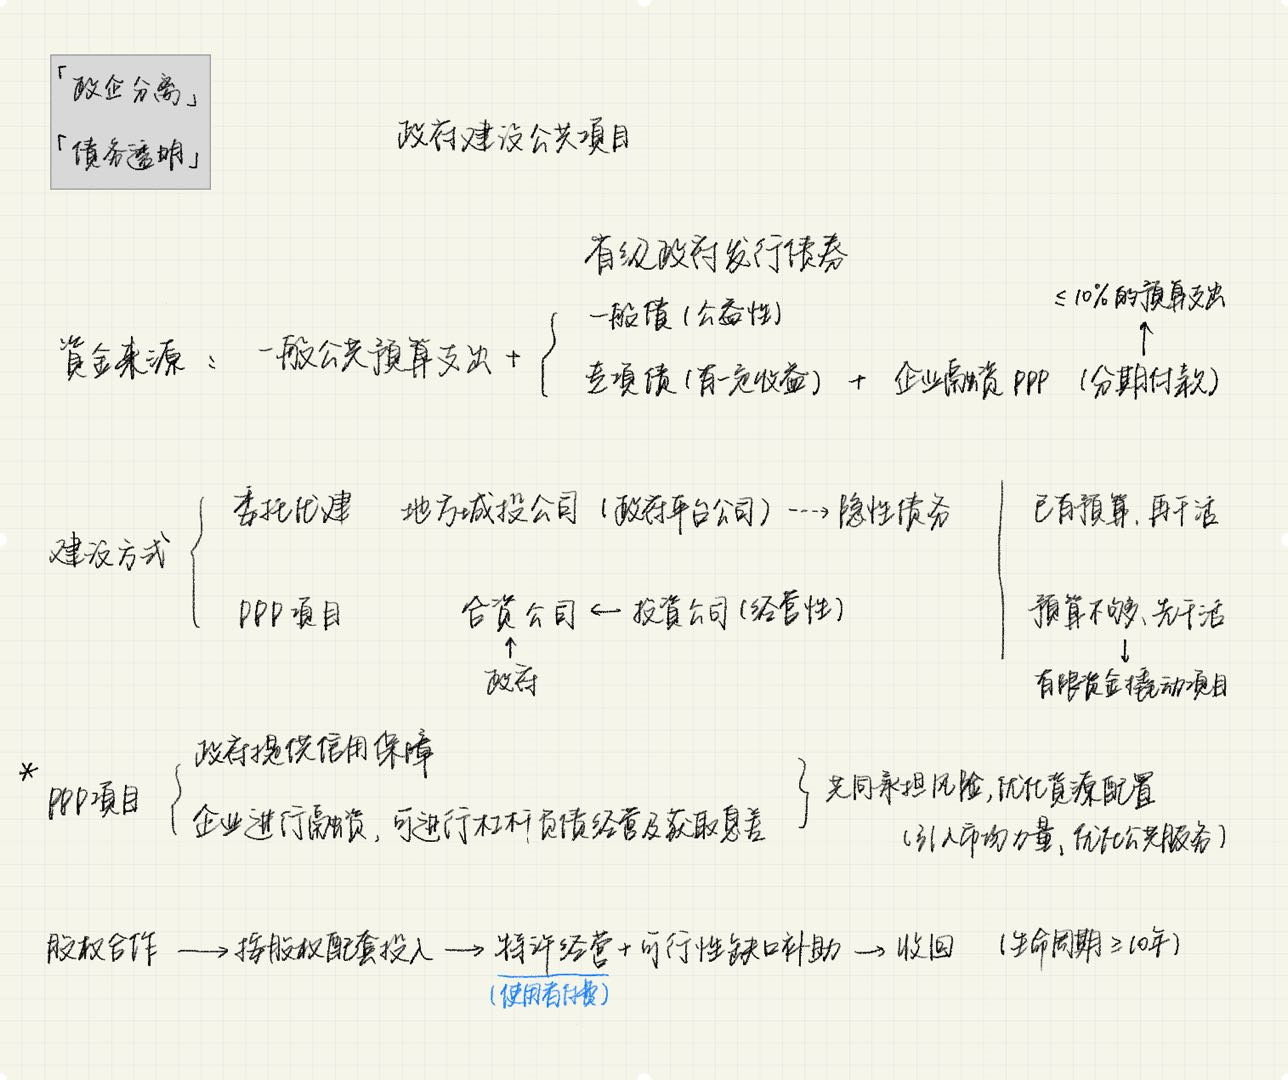 「政企分离」
「债务透明」
政府建设公共项目
省级政府发行债券
一般债(公益性)
≤10%的预算支出
資金来源: 一般公共预算支出 +
专项债(有一定收益) + 企业融资PPP (分期付款)
委托代建 地方城投公司(政府平台公司) ---→ 隐性债务
已有预算、再干活
建设方式
PPP项目 合资公司 ← 投資公司(经营性)
预算不够、先干活
政府
有限资金撬动项目
政府提供信用保障
* PPP项目
企业进行融资,可进行杠杆负债经营及获取息差
共同承担风险,优化資源配置
(引入市场力量、优化公共服务)
股权合作 → 按股权配套投入 → 特许经营+可行性缺口补助 → 收回 (生命周期≥10年)
(使用者付费)